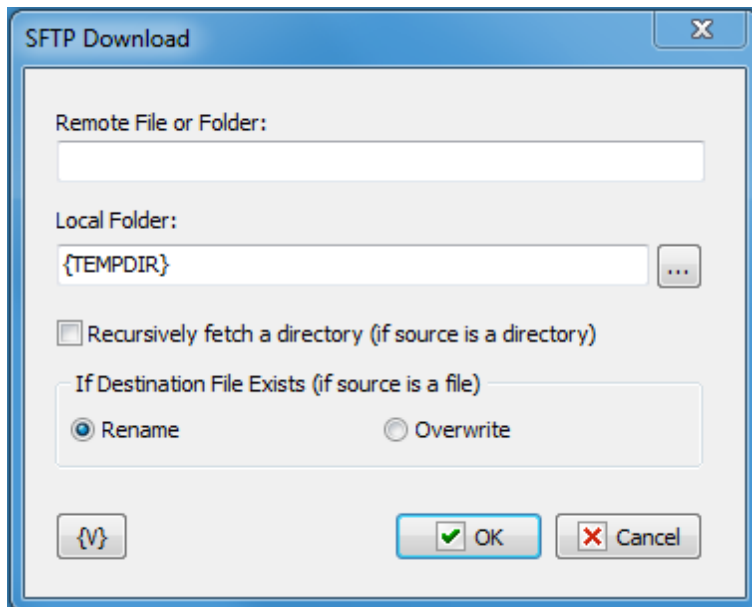 SFTP Download
Remote File or Folder:
Local Folder:
{TEMPDIR}
...
Recursively fetch a directory (if source is a directory)
If Destination File Exists (if source is a file)
Rename
Overwrite
{V}
OK
Cancel